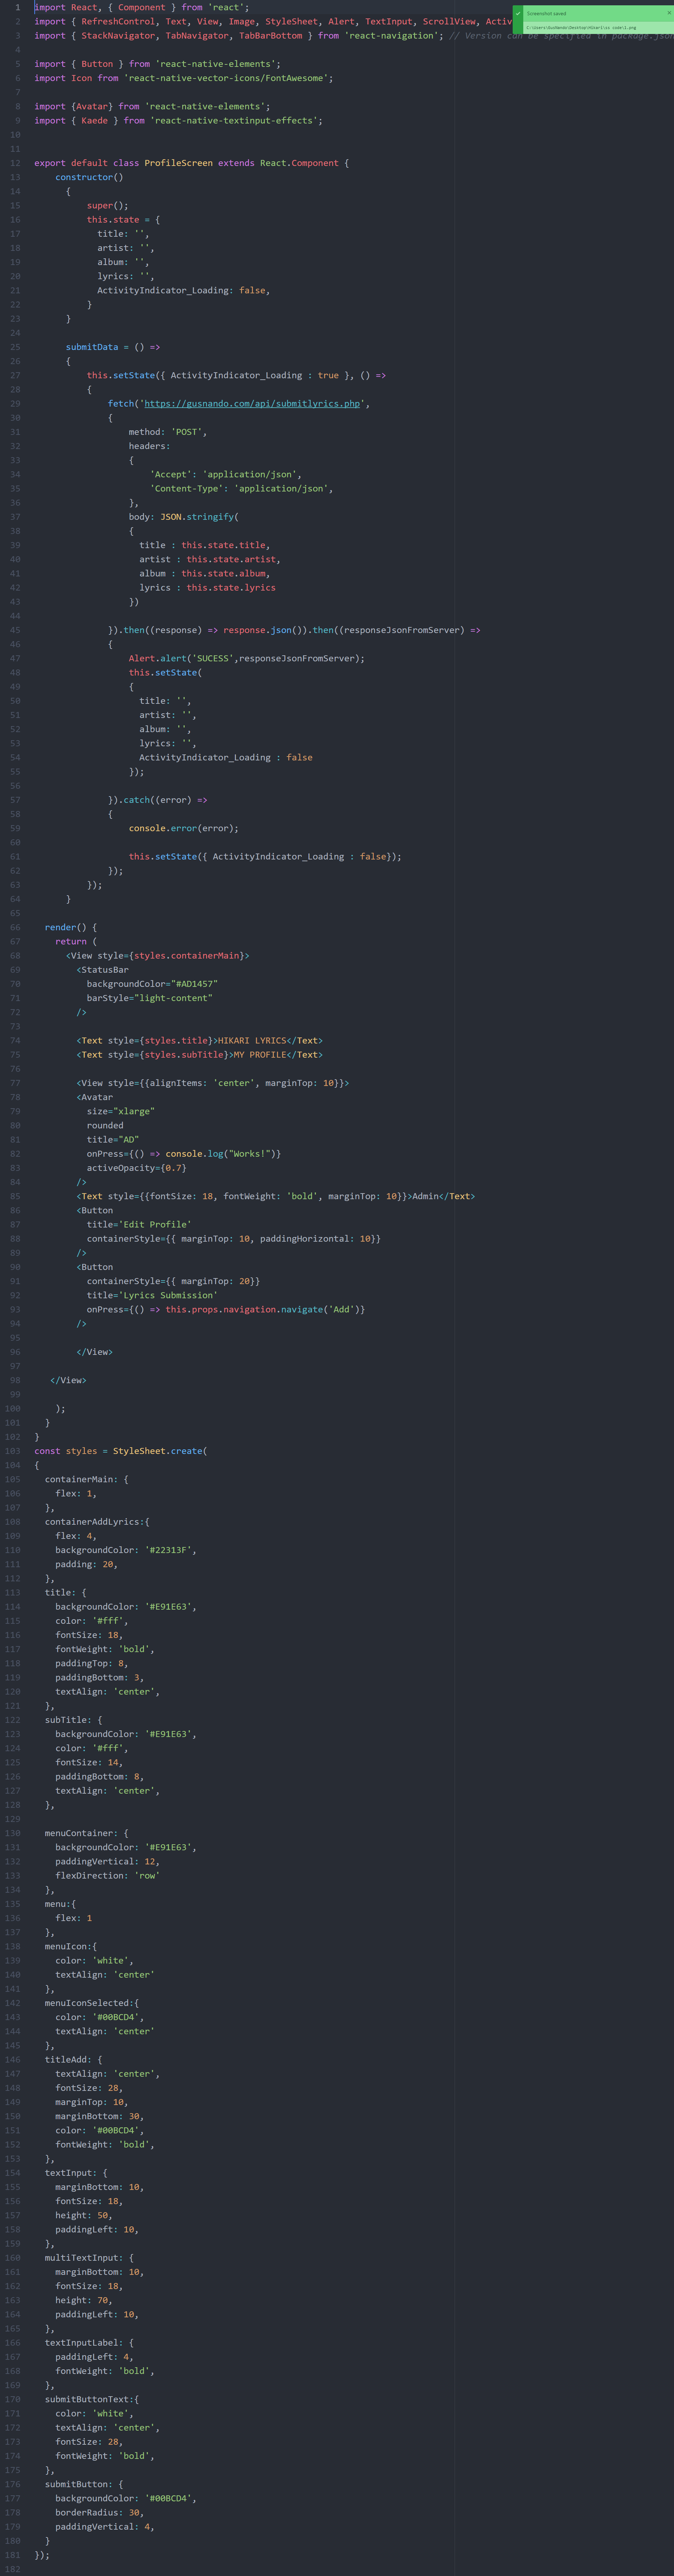 1 import React, { Component } from 'react';
2 import { RefreshControl, Text, View, Image, StyleSheet, Alert, TextInput, ScrollView, Activ
Screenshot saved
3 import { StackNavigator, TabNavigator, TabBarBottom } from 'react-navigation'; // Version can be specified in package.json
4
5 import { Button } from 'react-native-elements';
6 import Icon from 'react-native-vector-icons/FontAwesome';
7
8 import {Avatar} from 'react-native-elements';
9 import { Kaede } from 'react-native-textinput-effects';
10
11
12 export default class ProfileScreen extends React.Component {
13 constructor()
14 {
15 super();
16 this.state = {
17 title: '',
18 artist: '',
19 album: '',
20 lyrics: '',
21 ActivityIndicator_Loading: false,
22 }
23 }
24
25 submitData = () =>
26 {
27 this.setState({ ActivityIndicator_Loading : true }, () =>
28 {
29 fetch('https://gusnando.com/api/submitlyrics.php',
30 {
31 method: 'POST',
32 headers:
33 {
34 'Accept': 'application/json',
35 'Content-Type': 'application/json',
36 },
37 body: JSON.stringify(
38 {
39 title : this.state.title,
40 artist : this.state.artist,
41 album : this.state.album,
42 lyrics : this.state.lyrics
43 })
44
45 }).then((response) => response.json()).then((responseJsonFromServer) =>
46 {
47 Alert.alert('SUCESS',responseJsonFromServer);
48 this.setState(
49 {
50 title: '',
51 artist: '',
52 album: '',
53 lyrics: '',
54 ActivityIndicator_Loading : false
55 });
56
57 }).catch((error) =>
58 {
59 console.error(error);
60
61 this.setState({ ActivityIndicator_Loading : false});
62 });
63 });
64 }
65
66 render() {
67 return (
68 <View style={styles.containerMain}>
69 <StatusBar
70 backgroundColor="#AD1457"
71 barStyle="light-content"
72 />
73
74 <Text style={styles.title}>HIKARI LYRICS</Text>
75 <Text style={styles.subTitle}>MY PROFILE</Text>
76
77 <View style={{alignItems: 'center', marginTop: 10}}>
78 <Avatar
79 size="xlarge"
80 rounded
81 title="AD"
82 onPress={() => console.log("Works!")}
83 activeOpacity={0.7}
84 />
85 <Text style={{fontSize: 18, fontWeight: 'bold', marginTop: 10}}>Admin</Text>
86 <Button
87 title='Edit Profile'
88 containerStyle={{ marginTop: 10, paddingHorizontal: 10}}
89 />
90 <Button
91 containerStyle={{ marginTop: 20}}
92 title='Lyrics Submission'
93 onPress={() => this.props.navigation.navigate('Add')}
94 />
95
96 </View>
97
98 </View>
99
100 );
101 }
102 }
103 const styles = StyleSheet.create(
104 {
105 containerMain: {
106 flex: 1,
107 },
108 containerAddLyrics:{
109 flex: 4,
110 backgroundColor: '#22313F',
111 padding: 20,
112 },
113 title: {
114 backgroundColor: '#E91E63',
115 color: '#fff',
116 fontSize: 18,
117 fontWeight: 'bold',
118 paddingTop: 8,
119 paddingBottom: 3,
120 textAlign: 'center',
121 },
122 subTitle: {
123 backgroundColor: '#E91E63',
124 color: '#fff',
125 fontSize: 14,
126 paddingBottom: 8,
127 textAlign: 'center',
128 },
129
130 menuContainer: {
131 backgroundColor: '#E91E63',
132 paddingVertical: 12,
133 flexDirection: 'row'
134 },
135 menu:{
136 flex: 1
137 },
138 menuIcon:{
139 color: 'white',
140 textAlign: 'center'
141 },
142 menuIconSelected:{
143 color: '#00BCD4',
144 textAlign: 'center'
145 },
146 titleAdd: {
147 textAlign: 'center',
148 fontSize: 28,
149 marginTop: 10,
150 marginBottom: 30,
151 color: '#00BCD4',
152 fontWeight: 'bold',
153 },
154 textInput: {
155 marginBottom: 10,
156 fontSize: 18,
157 height: 50,
158 paddingLeft: 10,
159 },
160 multiTextInput: {
161 marginBottom: 10,
162 fontSize: 18,
163 height: 70,
164 paddingLeft: 10,
165 },
166 textInputLabel: {
167 paddingLeft: 4,
168 fontWeight: 'bold',
169 },
170 submitButtonText:{
171 color: 'white',
172 textAlign: 'center',
173 fontSize: 28,
174 fontWeight: 'bold',
175 },
176 submitButton: {
177 backgroundColor: '#00BCD4',
178 borderRadius: 30,
179 paddingVertical: 4,
180 }
181 });
182